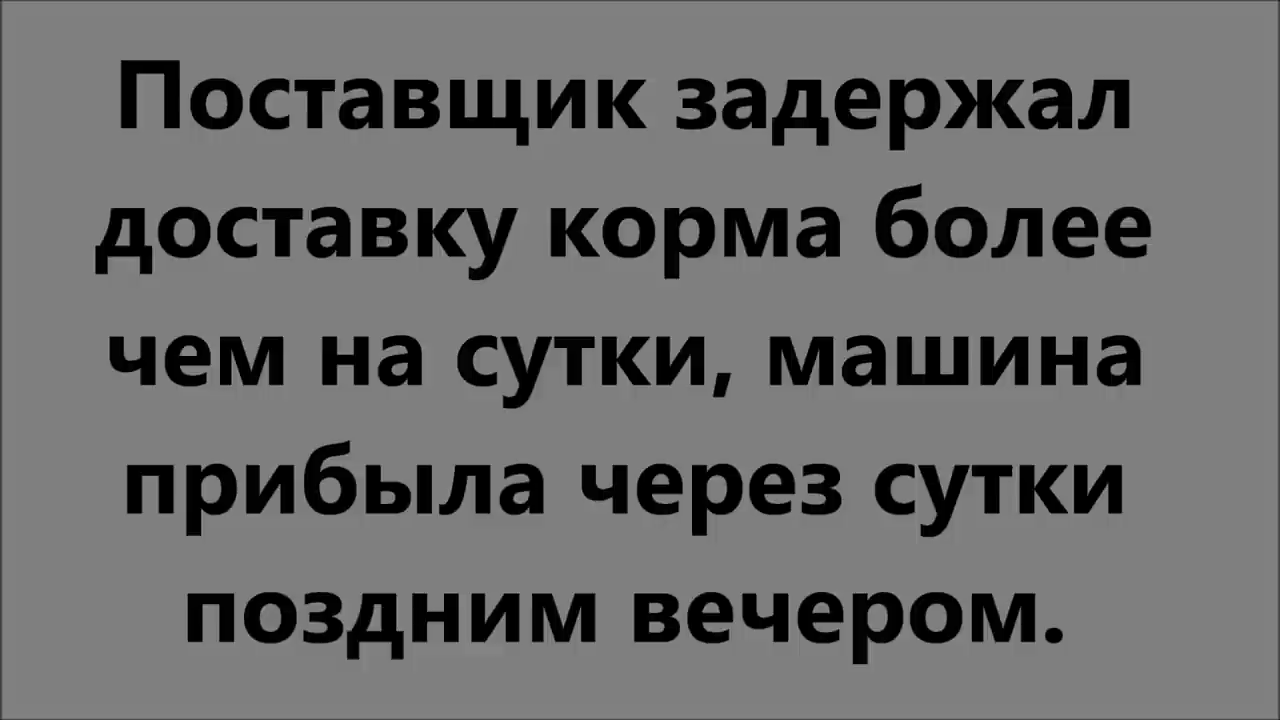 Поставщик задержал
доставку корма более
чем на сутки, машина
прибыла через сутки
поздним вечером.